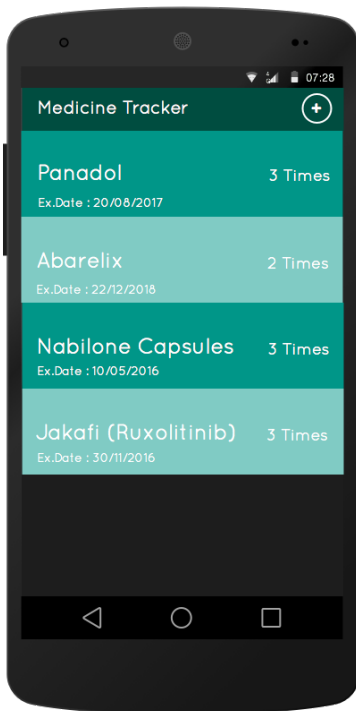 07:28
Medicine Tracker
Panadol
3 Times
Ex.Date : 20/08/2017
Abarelix
2 Times
Ex.Date : 22/12/2018
Nabilone Capsules
3 Times
Ex.Date : 10/05/2016
Jakafi (Ruxolitinib)
3 Times
Ex.Date : 30/11/2016